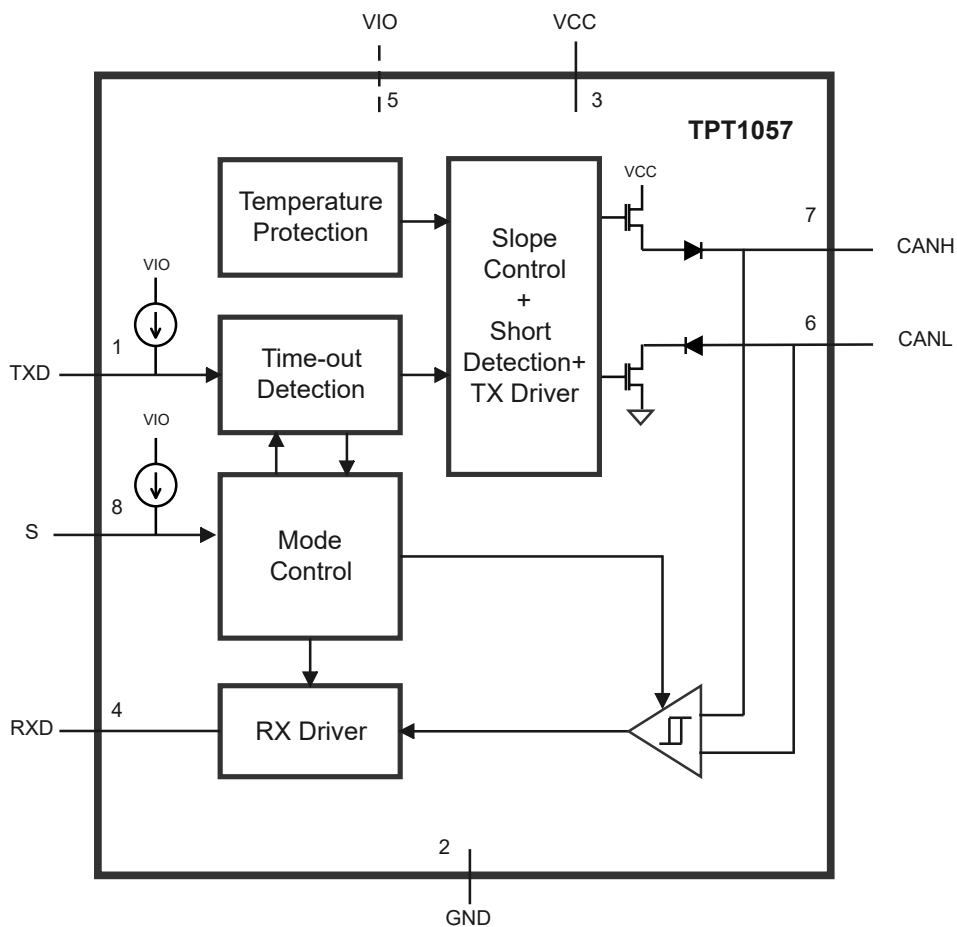 VIO
VCC
5
3
TPT1057
Temperature
Protection
Slope
Control
+
Short
Detection+
TX Driver
VCC
7
CANH
VIO
1
TXD
Time-out
Detection
6
CANL
VIO
8
S
Mode
Control
4
RXD
RX Driver
2
GND